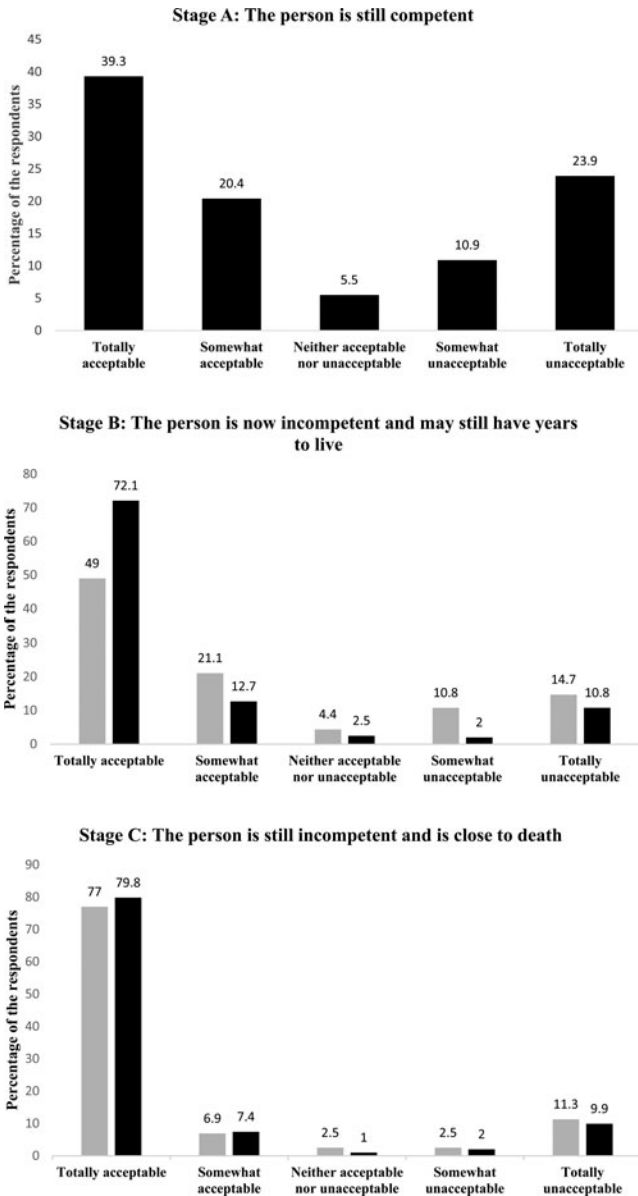 Stage A: The person is still competent
Percentage of the respondents
45
40
35
30
25
20
15
10
5
0
39.3
20.4
5.5
10.9
23.9
Totally
acceptable
Somewhat
acceptable
Neither acceptable
nor unacceptable
Somewhat
unacceptable
Totally
unacceptable
Stage B: The person is now incompetent and may still have years
to live
Percentage of the respondents
80
70
60
50
40
30
20
10
0
49
72.1
21.1
12.7
4.4
2.5
10.8
2
14.7
10.8
Totally acceptable
Somewhat
acceptable
Neither acceptable
nor unacceptable
Somewhat
unacceptable
Totally
unacceptable
Stage C: The person is still incompetent and is close to death
Percentage of the respondents
90
80
70
60
50
40
30
20
10
0
77
79.8
6.9
7.4
2.5
1
2.5
2
11.3
9.9
Totally acceptable
Somewhat
acceptable
Neither acceptable
nor unacceptable
Somewhat
unacceptable
Totally
unacceptable